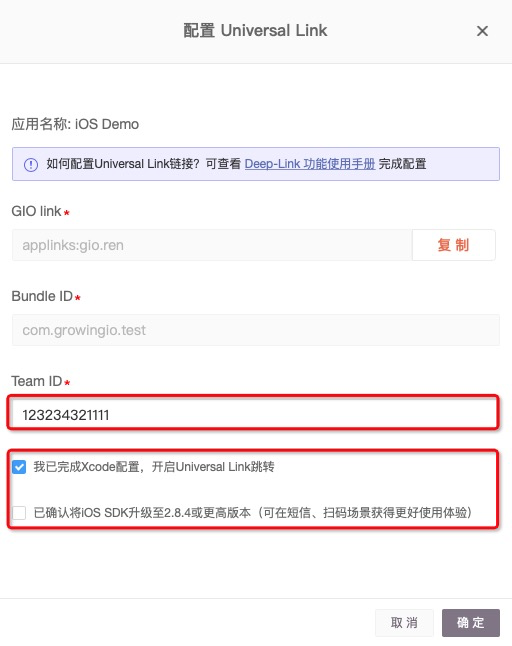 配置 Universal Link
应用名称: iOS Demo
如何配置Universal Link链接？可查看 Deep-Link 功能使用手册 完成配置
GIO link*
applinks:gio.ren
复 制
Bundle ID*
com.growingio.test
Team ID*
123234321111
我已完成Xcode配置，开启Universal Link跳转
已确认将iOS SDK升级至2.8.4或更高版本（可在短信、扫码场景获得更好使用体验）
取 消
确 定